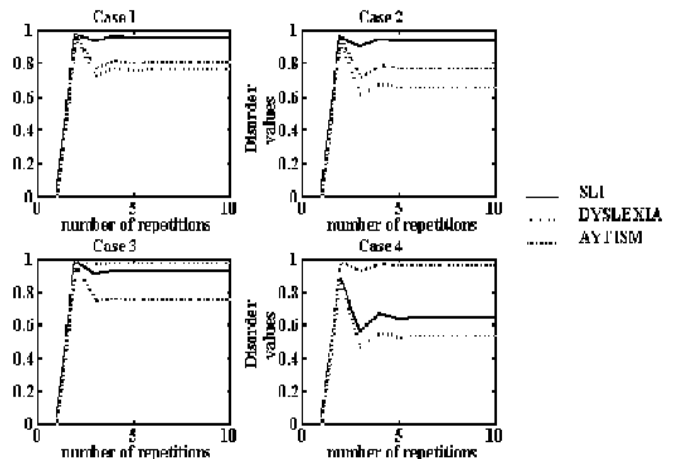 Case 1
Case 2
1
0.8
0.6
0.4
0.2
0
0
5
10
number of repetitions
Disorder
values
1
0.8
0.6
0.4
0.2
0
0
5
10
number of repetitions
SLI
DYSLEXIA
AYTISM
Case 3
Case 4
1
0.8
0.6
0.4
0.2
0
0
5
10
number of repetitions
Disorder
values
1
0.8
0.6
0.4
0.2
0
0
5
10
number of repetitions